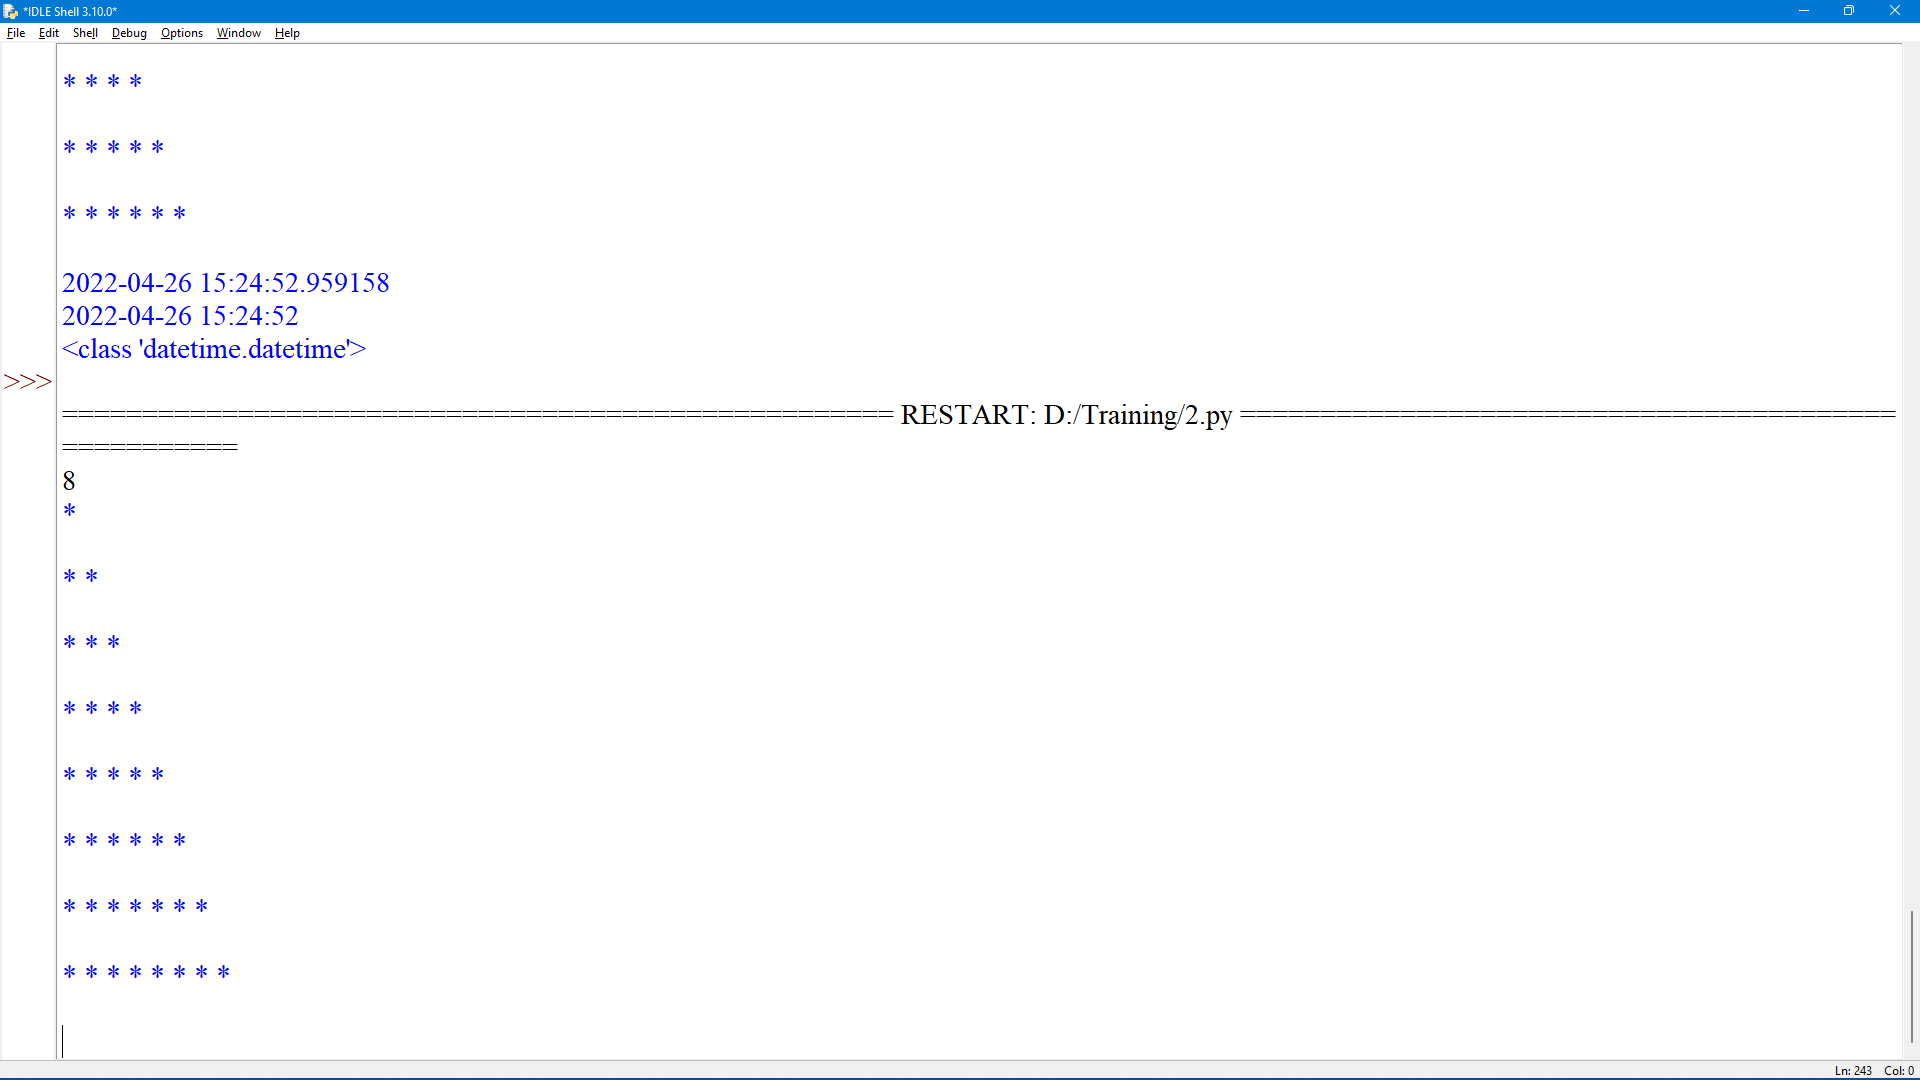 *IDLE Shell 3.10.0*
File Edit Shell Debug Options Window Help
* * * *
* * * * *
* * * * * *
2022-04-26 15:24:52.959158
2022-04-26 15:24:52
<class 'datetime.datetime'>
>>>
==================================================== RESTART: D:/Training/2.py =========================================
===========
8
*
* *
* * *
* * * *
* * * * *
* * * * * *
* * * * * * *
* * * * * * * *
Ln: 243 Col: 0